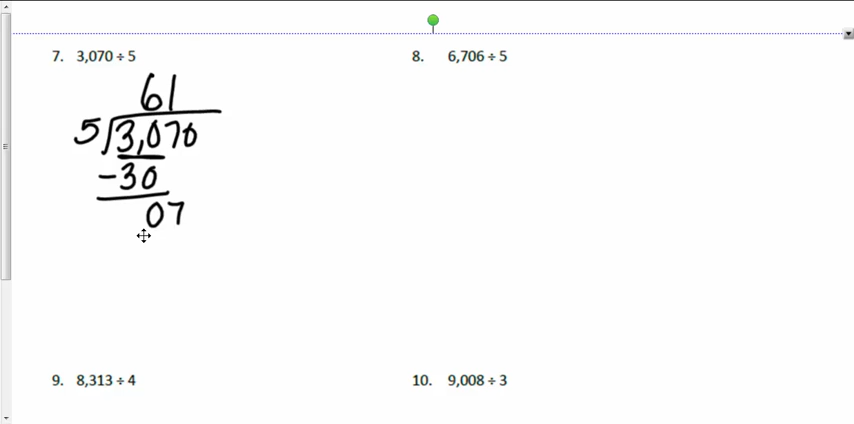 7. 3,070 ÷ 5
8. 6,706 ÷ 5
61
5 3,070
-30
07
9. 8,313 ÷ 4
10. 9,008 ÷ 3